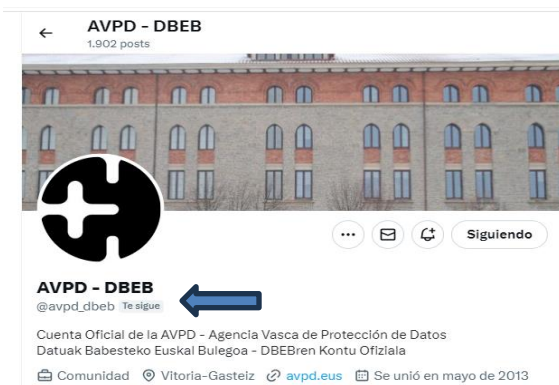 AVPD - DBEB
1.902 posts
Siguiendo
AVPD - DBEB
@avpd_dbeb Te sigue
Cuenta Oficial de la AVPD - Agencia Vasca de Protección de Datos
Datuak Babesteko Euskal Bulegoa - DBEBren Kontu Ofiziala
Comunidad Vitoria-Gasteiz avpd.eus Se unió en mayo de 2013